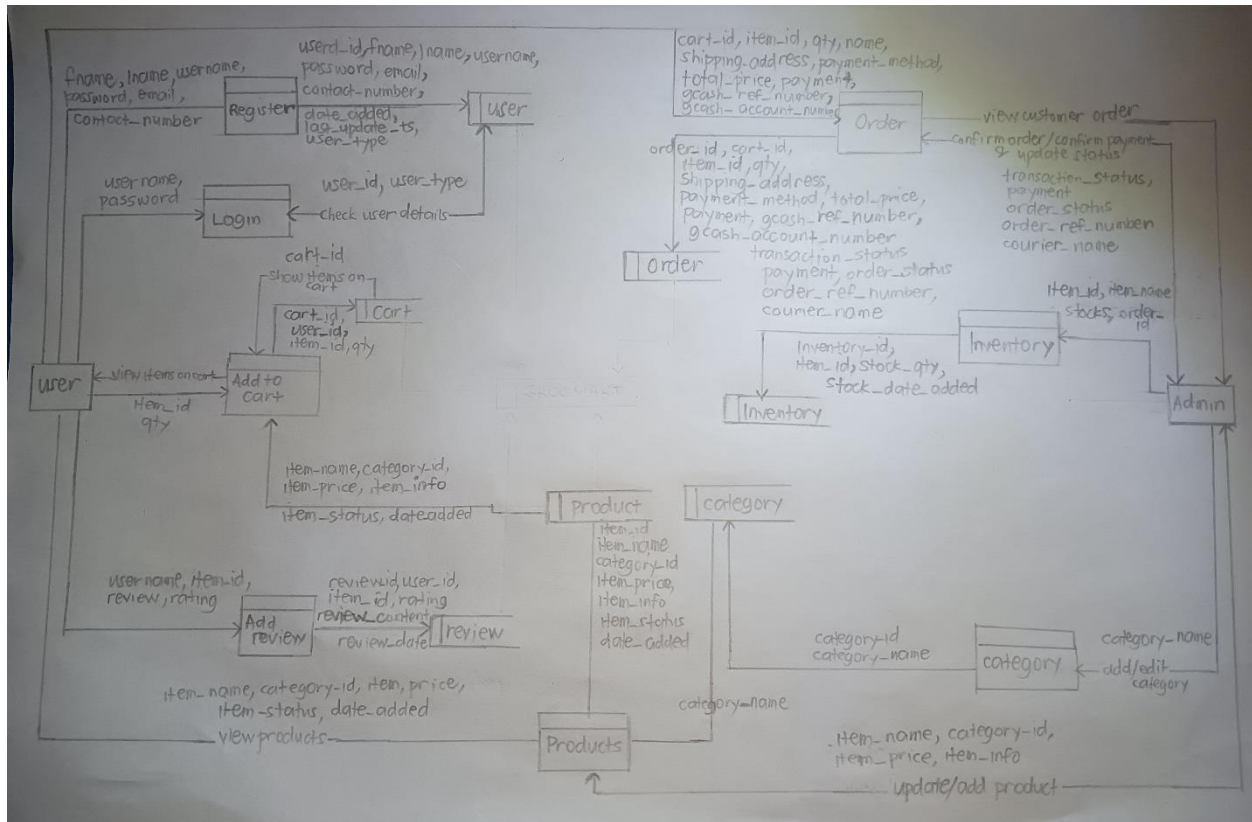 fname, lname, username,
password, email,
contact_number
Register
userd_id, fname, lname, username,
password, email,
contact_number,
date_added,
lag_update_ts,
user_type
user
username,
password
Login
user_id, user_type
check user details
cart_id
show items on
cart
cart_id,
user_id,
item_id, qty
cart
user
view items on cart
Item_id
qty
Add to
cart
item_name, category_id,
item_price, item_info
item_status, date added
username, item_id,
review, rating
Add
review
review_id, user_id,
item_id, rating
review_content
review_date
review
item_name, category_id, item, price,
item_status, date_added
view products
Products
Product
item_id
item_name
category_id
item_price,
item_info
item_status
date_added
category
category_name
category_id
category_name
category
category_name
add/edit
category
item_name, category_id,
item_price, item_info
update/add product
cart_id, item_id, qty, name,
shipping_address, payment_method,
total_price, payment,
gcash_ref_number,
gcash_account_number
Order
view customer order
confirm order/confirm payment
& update status
transaction_status,
payment
order_status
order_ref_number
courier_name
order_id, cart_id,
item_id, qty,
shipping_address,
payment_method, total_price,
payment, gcash_ref_number,
gcash_account_number
transaction_status
payment, order_status
order_ref_number,
courier_name
order
Item_id, item_name
stocks, order_
id
Inventory
Inventory_id,
item_id, stock_qty,
stock_date_added
Inventory
Admin